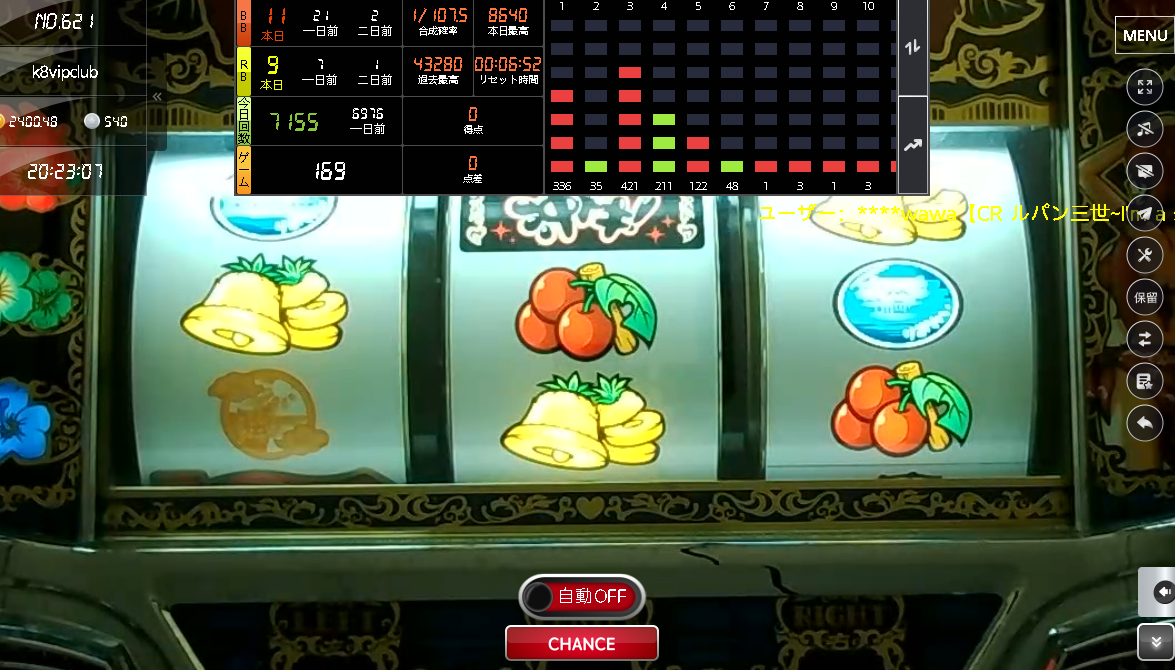 NO.621
k8vipclub
2400.48
540
20:23:07
BB
11
本日
21
一日前
2
二日前
1/107.5
合成確率
8640
本日最高
RB
9
本日
7
一日前
1
二日前
43280
過去最高
00:06:52
リセット時間
今日回数
7155
6976
一日前
0
得点
ゲーム
169
0
点差
1 2 3 4 5 6 7 8 9 10
336 35 421 211 122 48 1 3 1 3
MENU
ユーザー: ****wawa【CR ルパン三世~I'm a
保留
自動OFF
CHANCE
LEFT
RIGHT